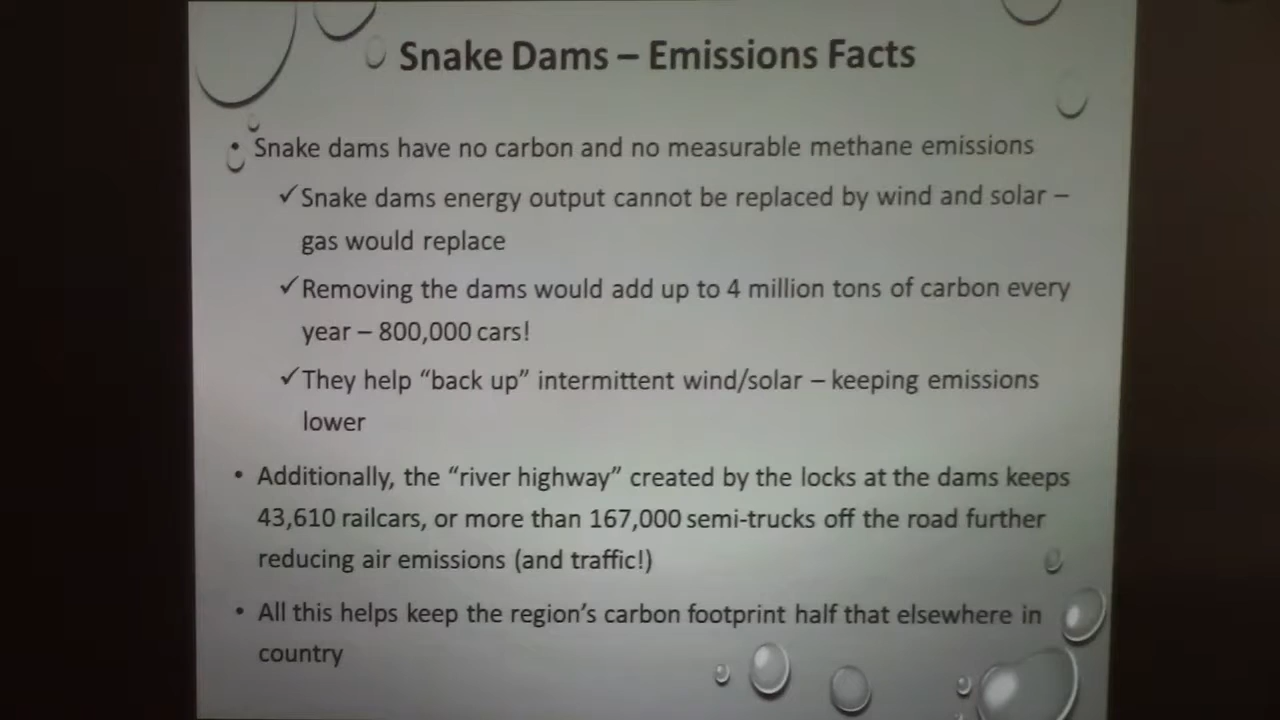 Snake Dams – Emissions Facts
• Snake dams have no carbon and no measurable methane emissions
✓Snake dams energy output cannot be replaced by wind and solar –
gas would replace
✓Removing the dams would add up to 4 million tons of carbon every
year – 800,000 cars!
✓They help “back up” intermittent wind/solar – keeping emissions
lower
• Additionally, the “river highway” created by the locks at the dams keeps
43,610 railcars, or more than 167,000 semi-trucks off the road further
reducing air emissions (and traffic!)
• All this helps keep the region’s carbon footprint half that elsewhere in
country